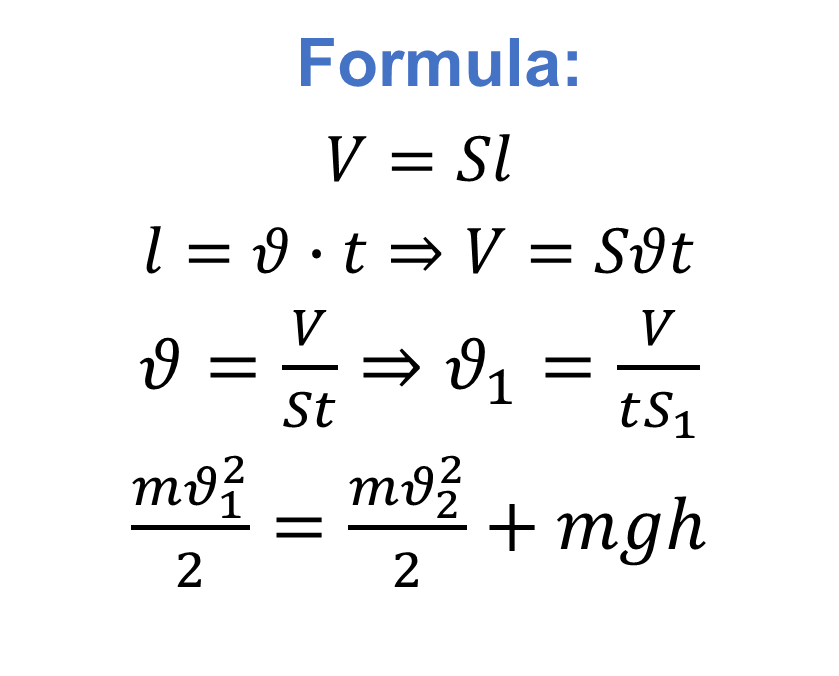 Formula:
V = Sl
l = ϑ · t ⇒ V = Sϑt
ϑ = V/St ⇒ ϑ₁ = V/tS₁
mϑ₁²/2 = mϑ₂²/2 + mgh